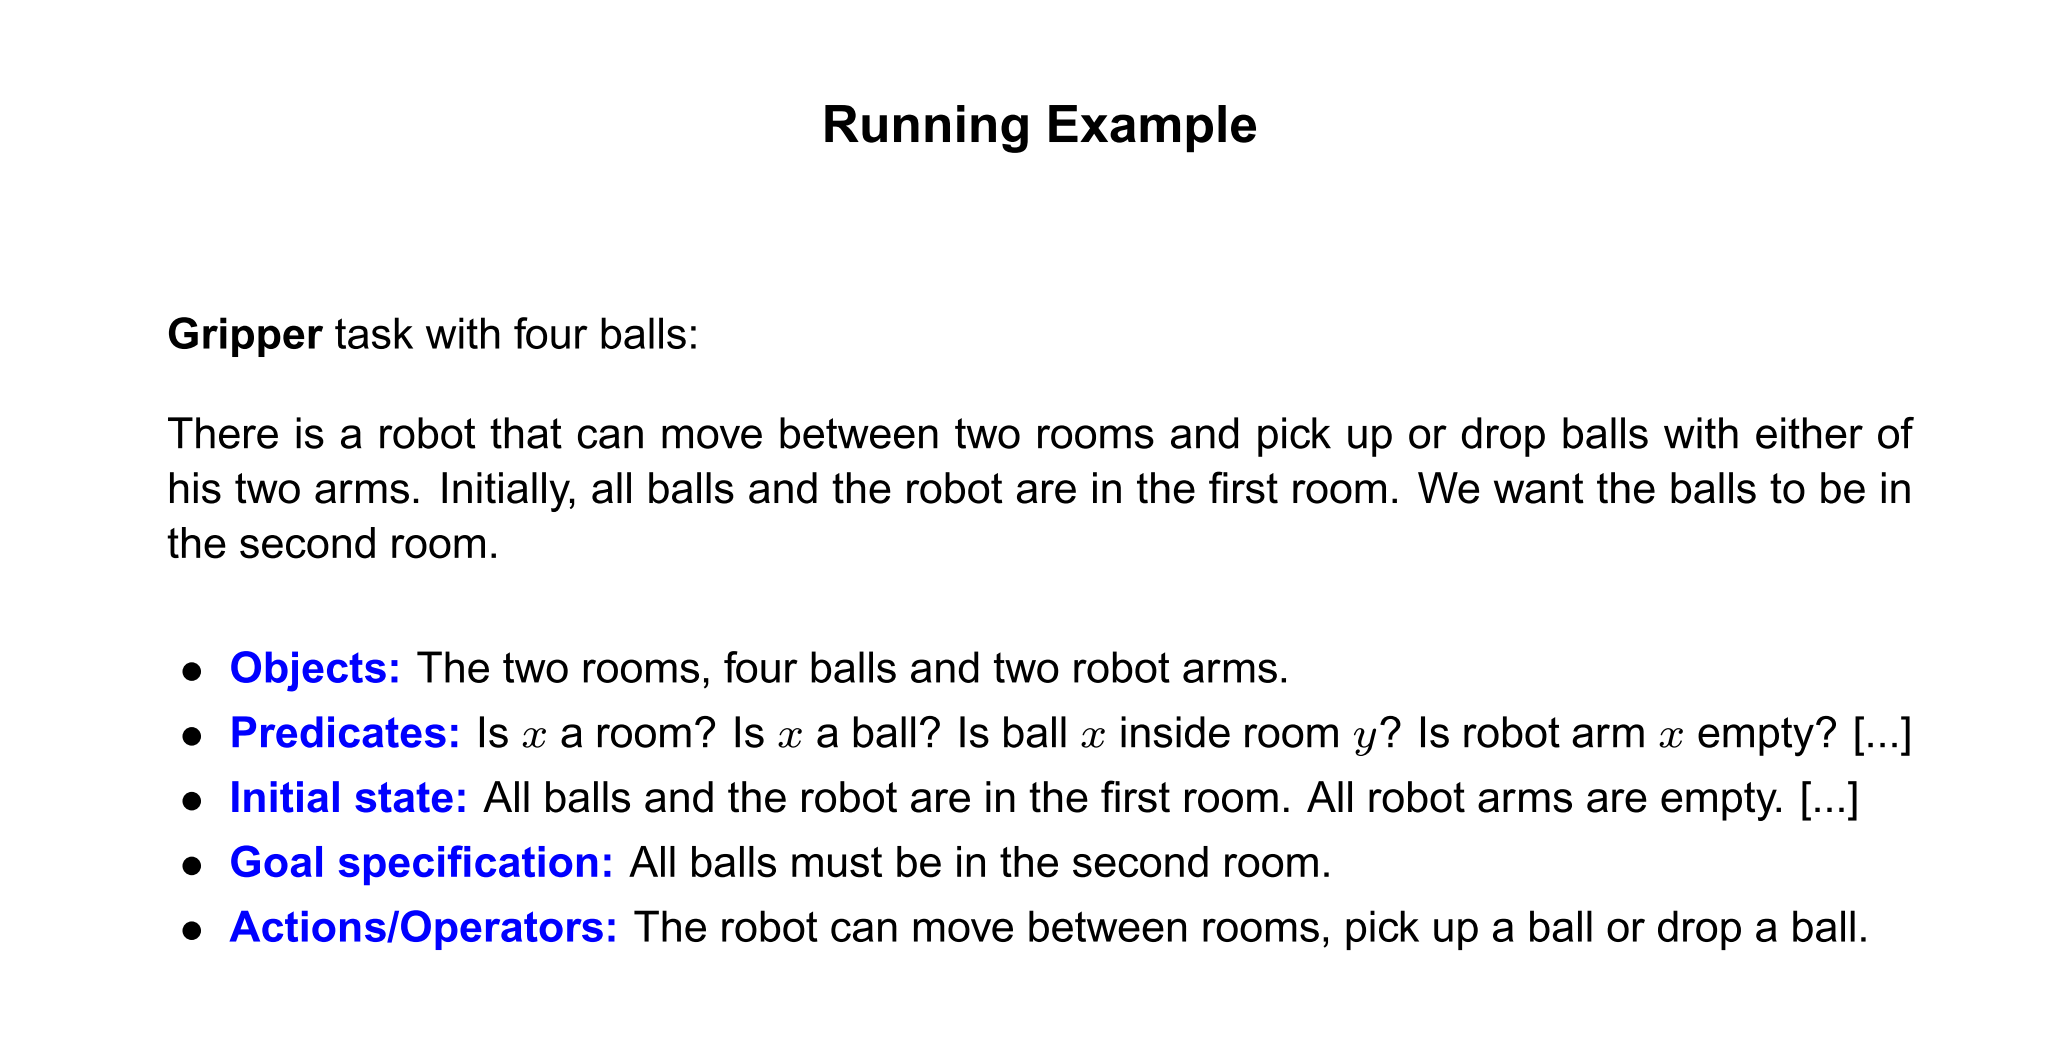 Running Example
Gripper task with four balls:
There is a robot that can move between two rooms and pick up or drop balls with either of
his two arms. Initially, all balls and the robot are in the first room. We want the balls to be in
the second room.
• Objects: The two rooms, four balls and two robot arms.
• Predicates: Is x a room? Is x a ball? Is ball x inside room y? Is robot arm x empty? [...]
• Initial state: All balls and the robot are in the first room. All robot arms are empty. [...]
• Goal specification: All balls must be in the second room.
• Actions/Operators: The robot can move between rooms, pick up a ball or drop a ball.